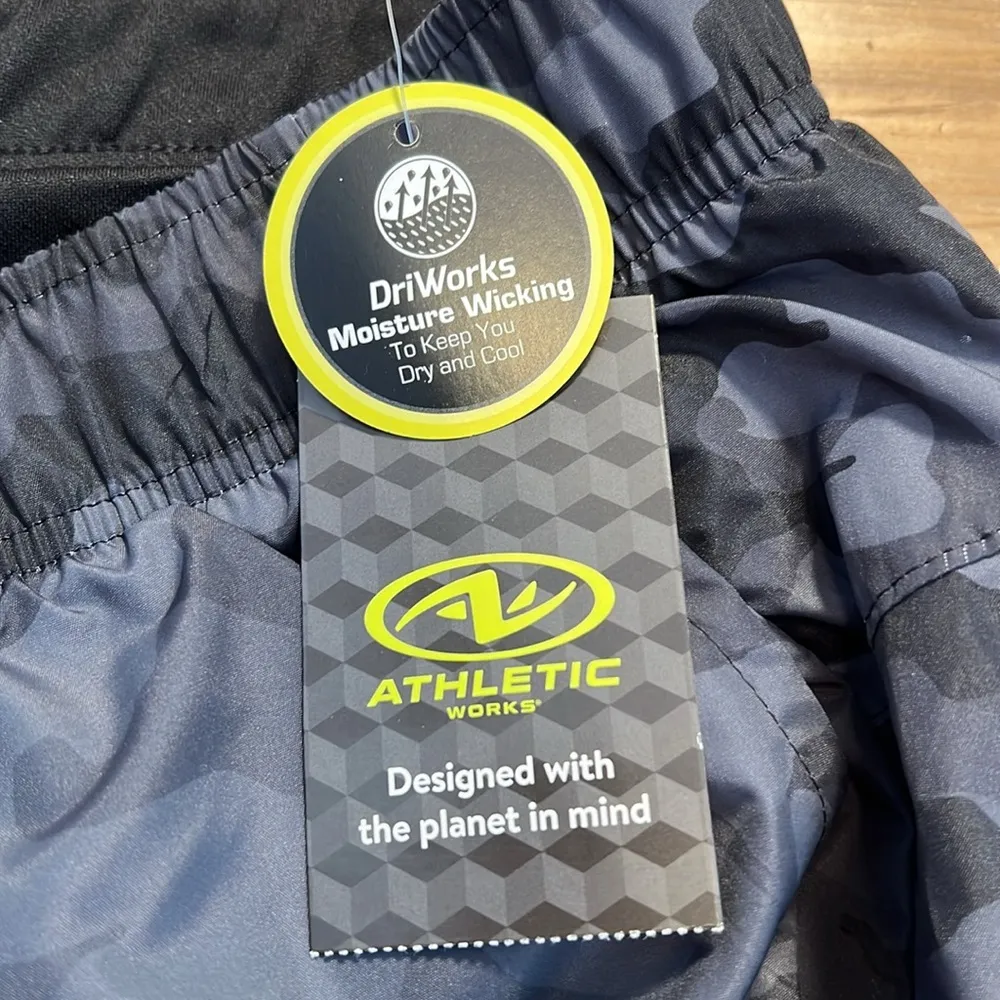 DriWorks
Moisture Wicking
To Keep You
Dry and Cool
ATHLETIC
WORKS®
Designed with
the planet in mind